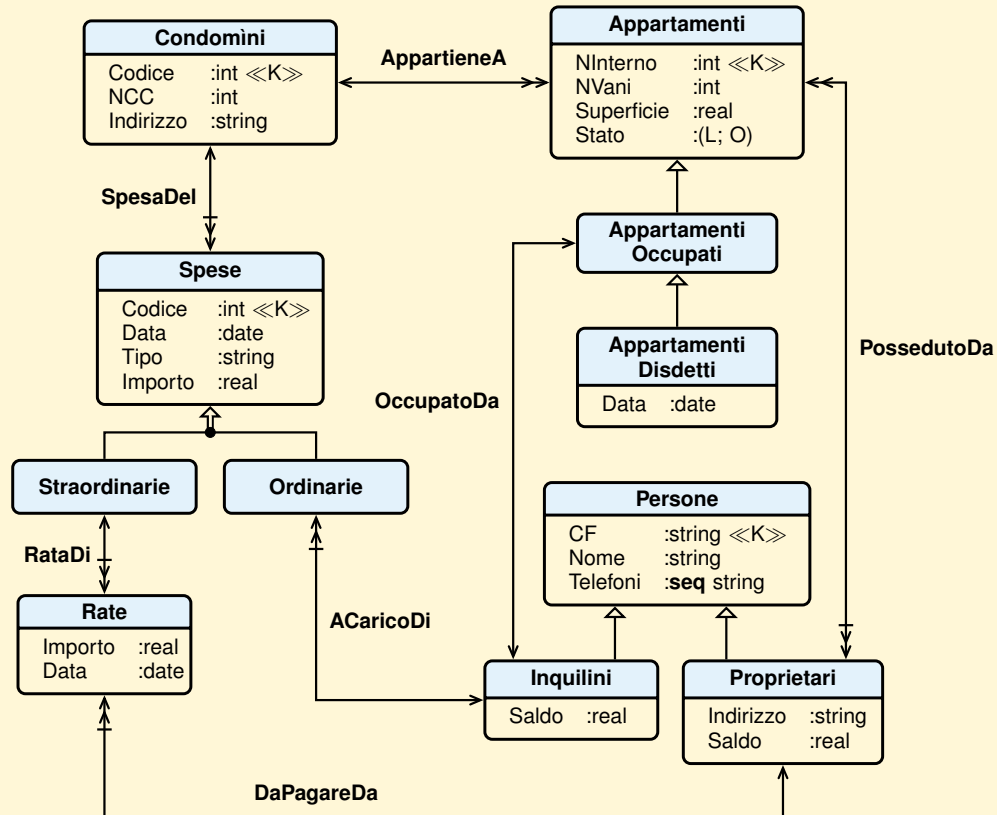 Condomìni
Codice :int ≪K≫
NCC :int
Indirizzo :string
AppartieneA
Appartamenti
NInterno :int ≪K≫
NVani :int
Superficie :real
Stato :(L; O)
SpesaDel
Appartamenti
Occupati
Spese
Codice :int ≪K≫
Data :date
Tipo :string
Importo :real
Appartamenti
Disdetti
Data :date
PossedutoDa
OccupatoDa
Straordinarie
Ordinarie
Persone
CF :string ≪K≫
Nome :string
Telefoni :seq string
RataDi
Rate
Importo :real
Data :date
ACaricoDi
Inquilini
Saldo :real
Proprietari
Indirizzo :string
Saldo :real
DaPagareDa